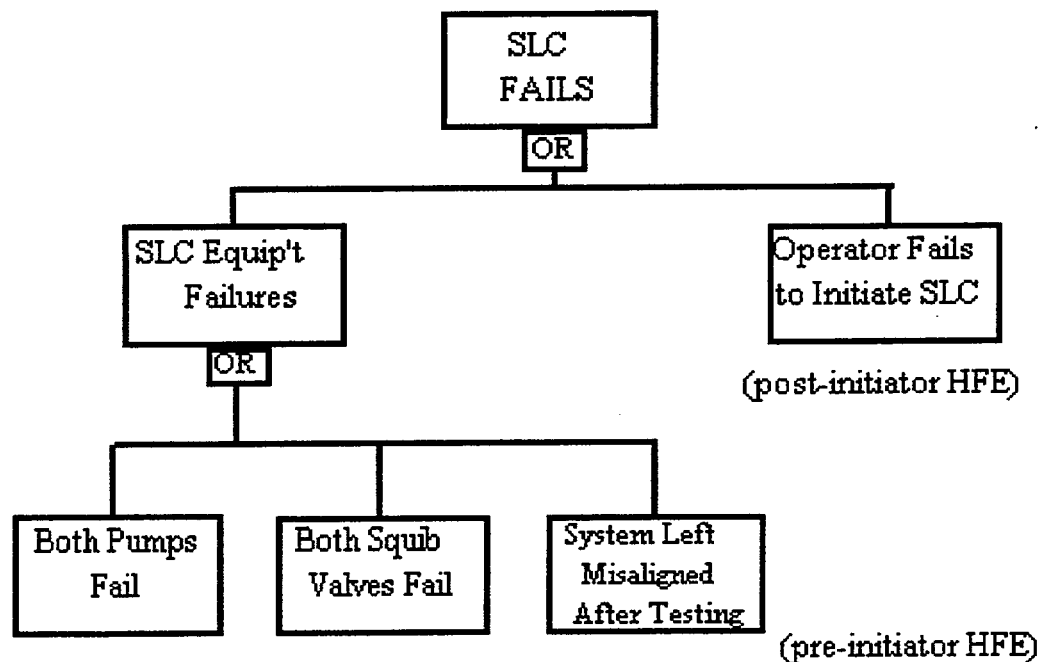 SLC
FAILS
OR
SLC Equip't
Failures
OR
Operator Fails
to Initiate SLC
(post-initiator HFE)
Both Pumps
Fail
Both Squib
Valves Fail
System Left
Misaligned
After Testing
(pre-initiator HFE)